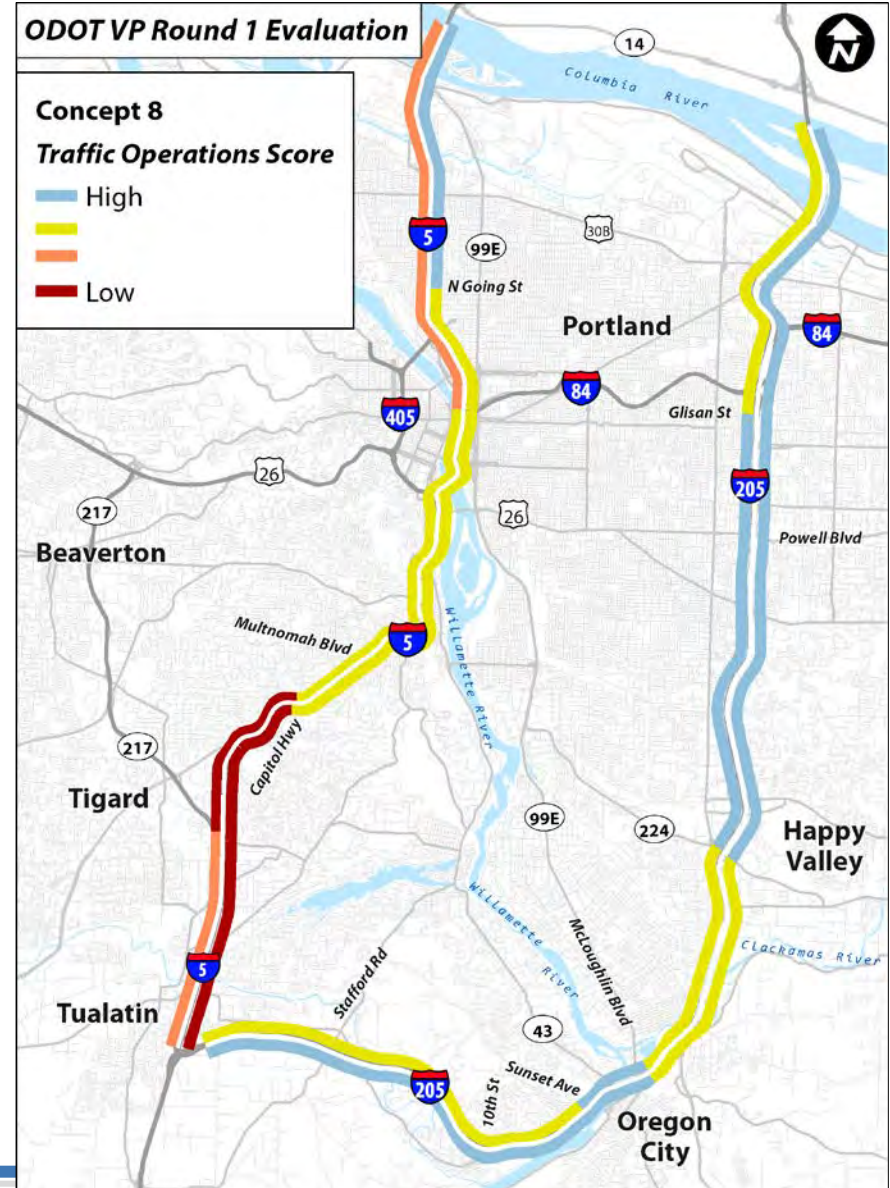 ODOT VP Round 1 Evaluation
N
Concept 8
Traffic Operations Score
High
Low
14
Columbia River
5
99E
30B
N Going St
Portland
84
84
405
Glisan St
26
205
217
26
Powell Blvd
Beaverton
Multnomah Blvd
5
Willamette River
217
Capitol Hwy
Tigard
99E
224
Happy
Valley
Willamette
River
McLoughlin Blvd
Clackamas River
5
Stafford Rd
Tualatin
43
205
10th St
Sunset Ave
Oregon
City